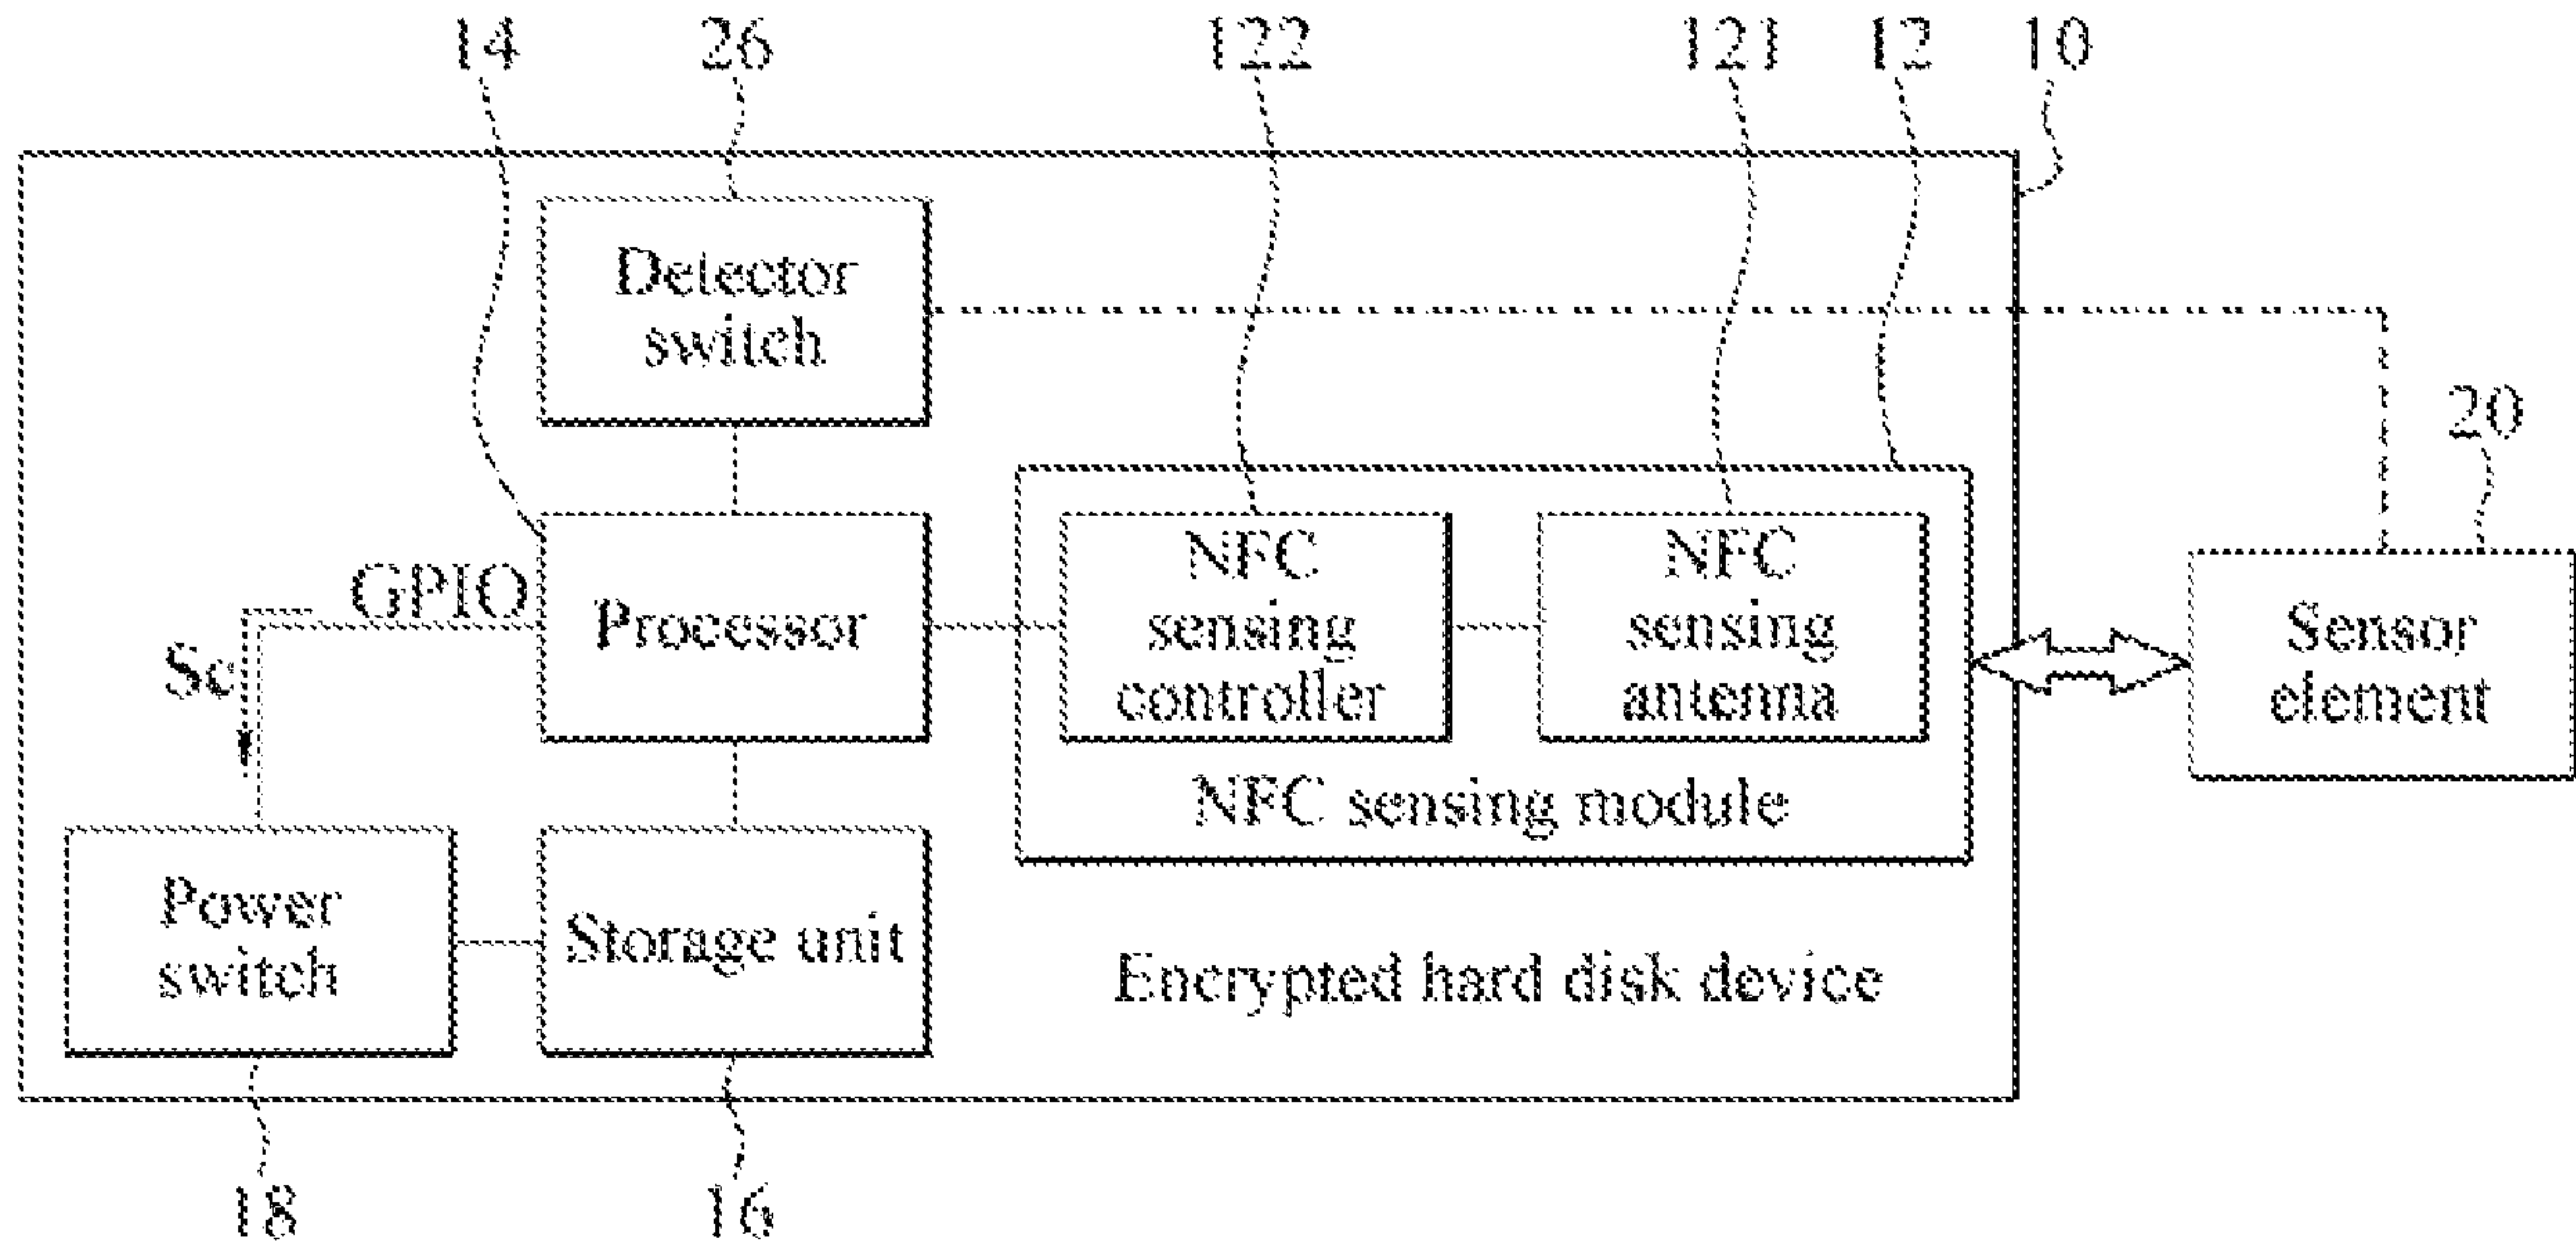 14
26
122
121
12
10
Detector
switch
20
GPIO
Sc
Processor
NFC
sensing
controller
NFC
sensing
antenna
Sensor
element
NFC sensing module
Power
switch
Storage unit
Encrypted hard disk device
18
16